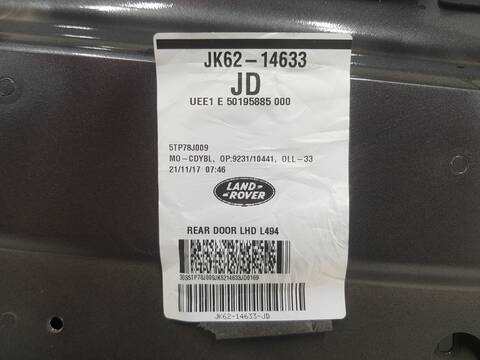 JK62-14633
JD
UEE1 E 50195885 000
5TP78J009
MO-CDYBL, OP:9231/10441, OLL-33
21/11/17 07:46
LAND-
-ROVER
REAR DOOR LHD L494
3035TP78J009JK6214633JD0169
JK62-14633-JD